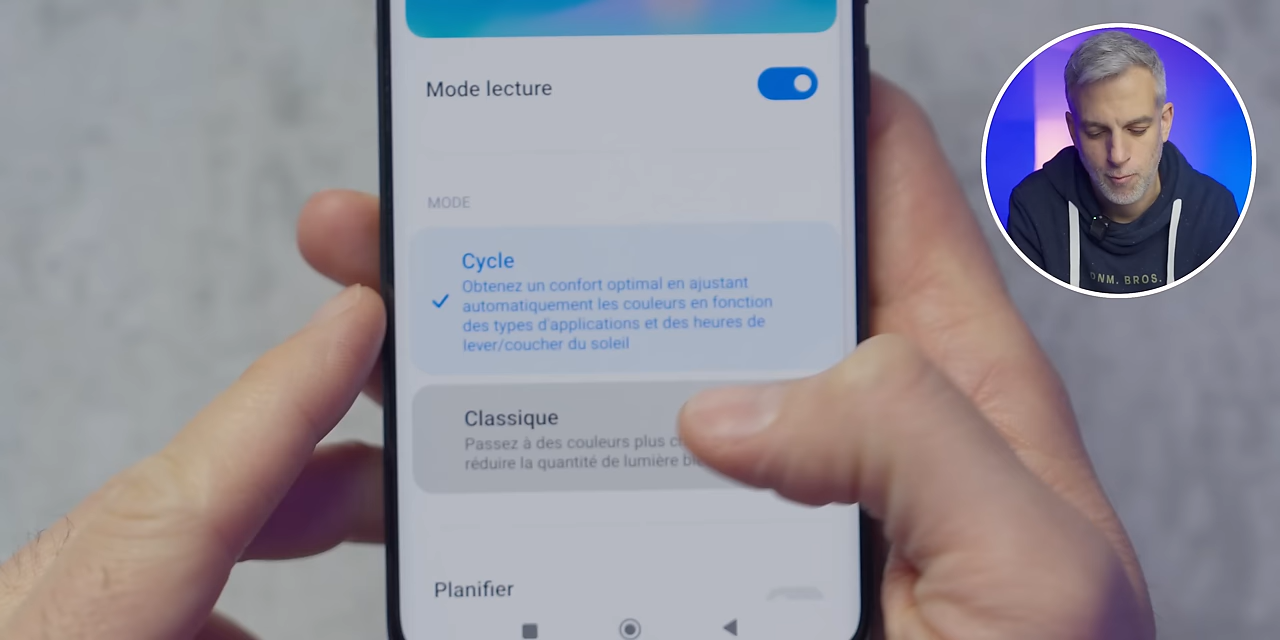 Mode lecture
MODE
Cycle
Obtenez un confort optimal en ajustant
automatiquement les couleurs en fonction
des types d'applications et des heures de
lever/coucher du soleil
Classique
Passez à des couleurs plus
réduire la quantité de lumière
Planifier
BROS.